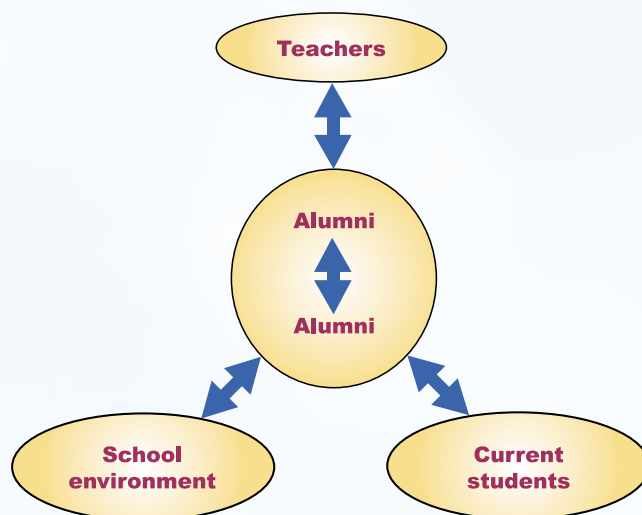 Teachers
Alumni
Alumni
School
environment
Current
students